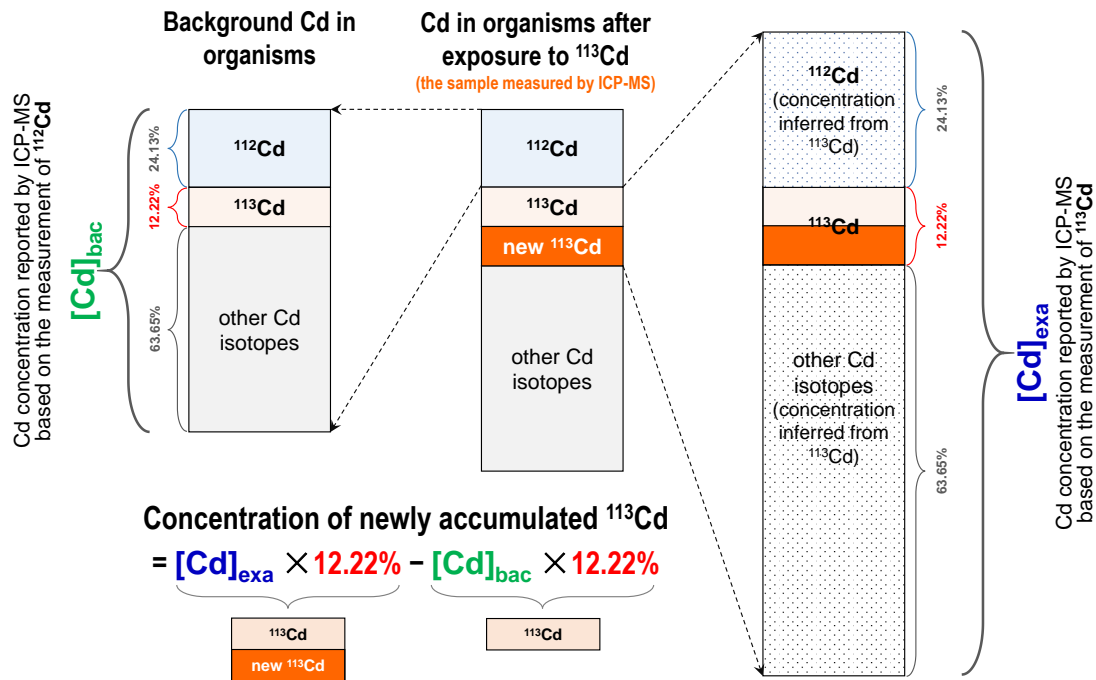 Background Cd in
organisms
Cd in organisms after
exposure to ¹¹³Cd
(the sample measured by ICP-MS)
Cd concentration reported by ICP-MS
based on the measurement of ¹¹²Cd
[Cd]bac
24.13%
12.22%
63.65%
¹¹²Cd
¹¹³Cd
other Cd
isotopes
¹¹²Cd
¹¹³Cd
new ¹¹³Cd
other Cd
isotopes
¹¹²Cd
(concentration
inferred from
¹¹³Cd)
¹¹³Cd
other Cd
isotopes
(concentration
inferred from
¹¹³Cd)
24.13%
12.22%
63.65%
[Cd]exa
Cd concentration reported by ICP-MS
based on the measurement of ¹¹³Cd
Concentration of newly accumulated ¹¹³Cd
= [Cd]exa × 12.22% − [Cd]bac × 12.22%
¹¹³Cd
new ¹¹³Cd
¹¹³Cd